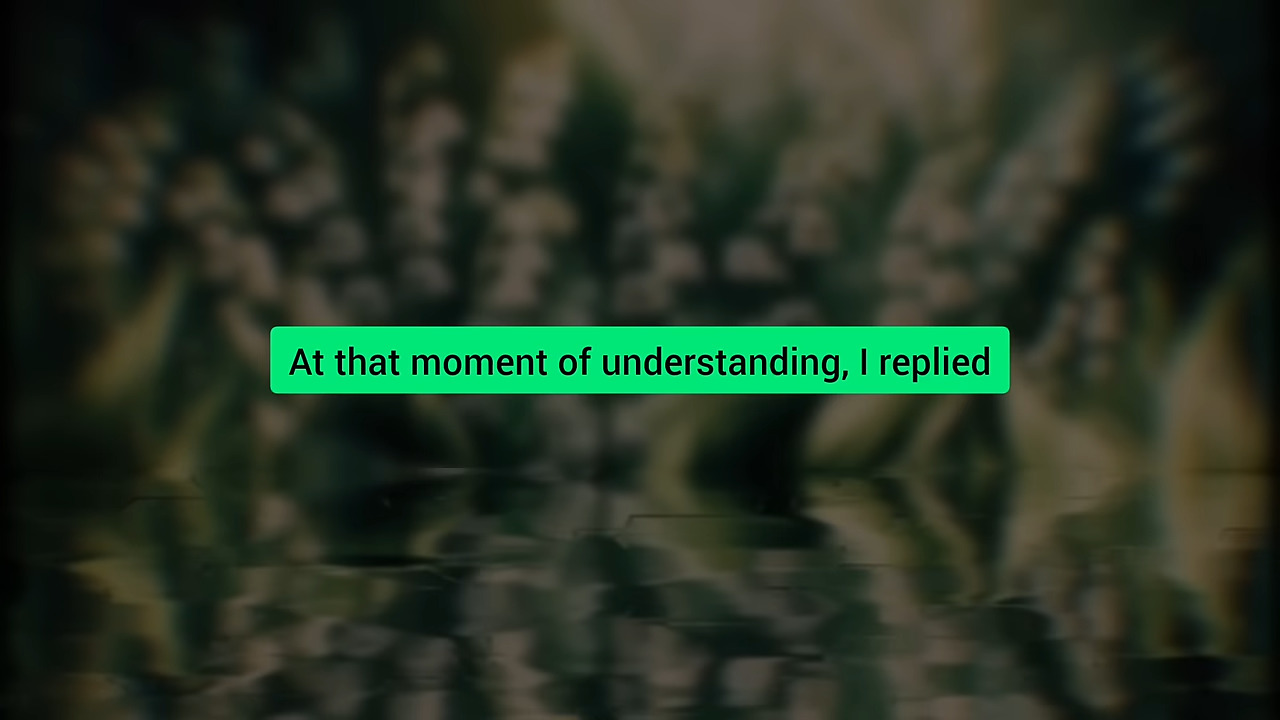 At that moment of understanding, I replied